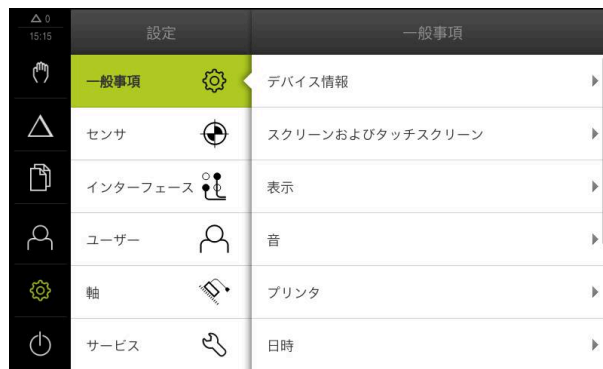 0
15:15
設定
一般事項
一般事項
センサ
インターフェース
ユーザー
軸
サービス
デバイス情報
スクリーンおよびタッチスクリーン
表示
音
プリンタ
日時